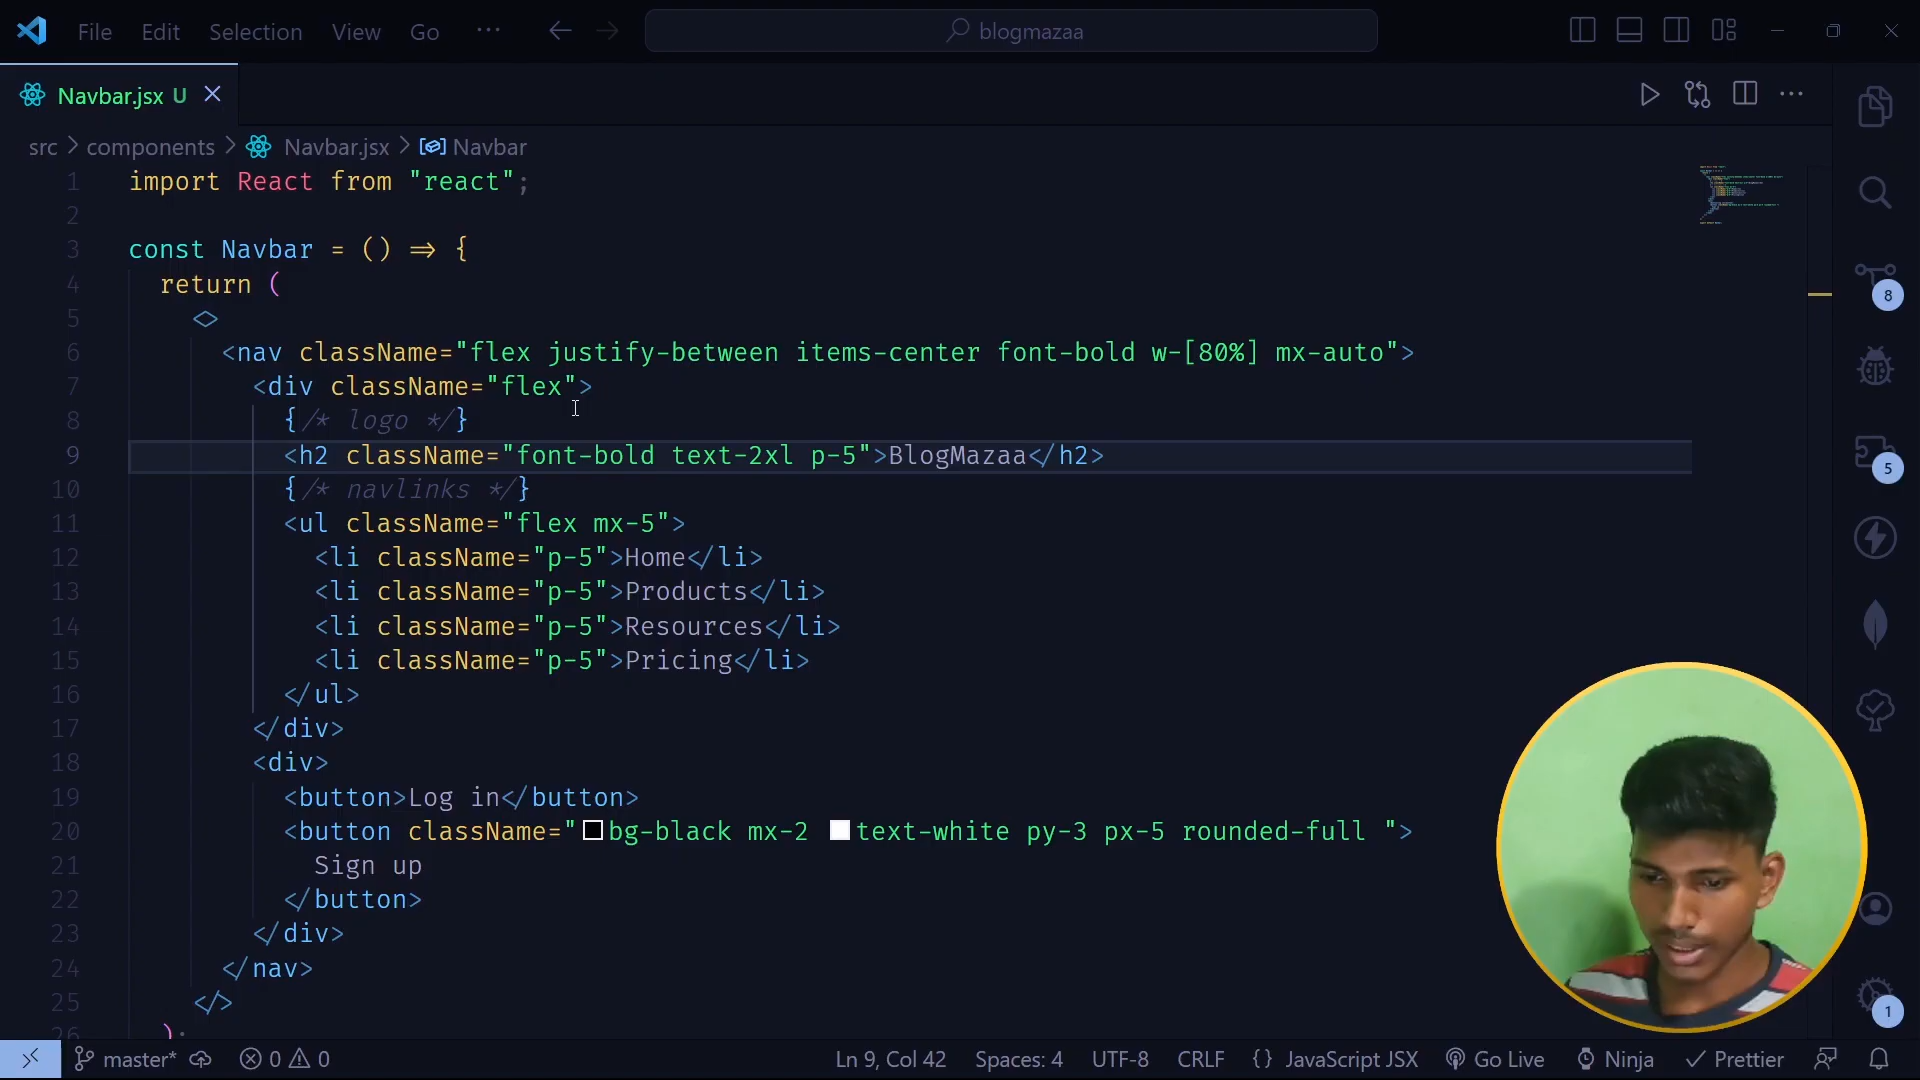 File Edit Selection View Go ··· blogmazaa
Navbar.jsx U
src > components > Navbar.jsx > Navbar
1 import React from "react";
2
3 const Navbar = () => {
4 return (
5 <>
6 <nav className="flex justify-between items-center font-bold w-[80%] mx-auto">
7 <div className="flex">
8 {/* logo */}
9 <h2 className="font-bold text-2xl p-5">BlogMazaa</h2>
10 {/* navlinks */}
11 <ul className="flex mx-5">
12 <li className="p-5">Home</li>
13 <li className="p-5">Products</li>
14 <li className="p-5">Resources</li>
15 <li className="p-5">Pricing</li>
16 </ul>
17 </div>
18 <div>
19 <button>Log in</button>
20 <button className="bg-black mx-2 text-white py-3 px-5 rounded-full ">
21 Sign up
22 </button>
23 </div>
24 </nav>
25 </>
26 );
8
5
1
master* 0 0 Ln 9, Col 42 Spaces: 4 UTF-8 CRLF {} JavaScript JSX Go Live Ninja Prettier